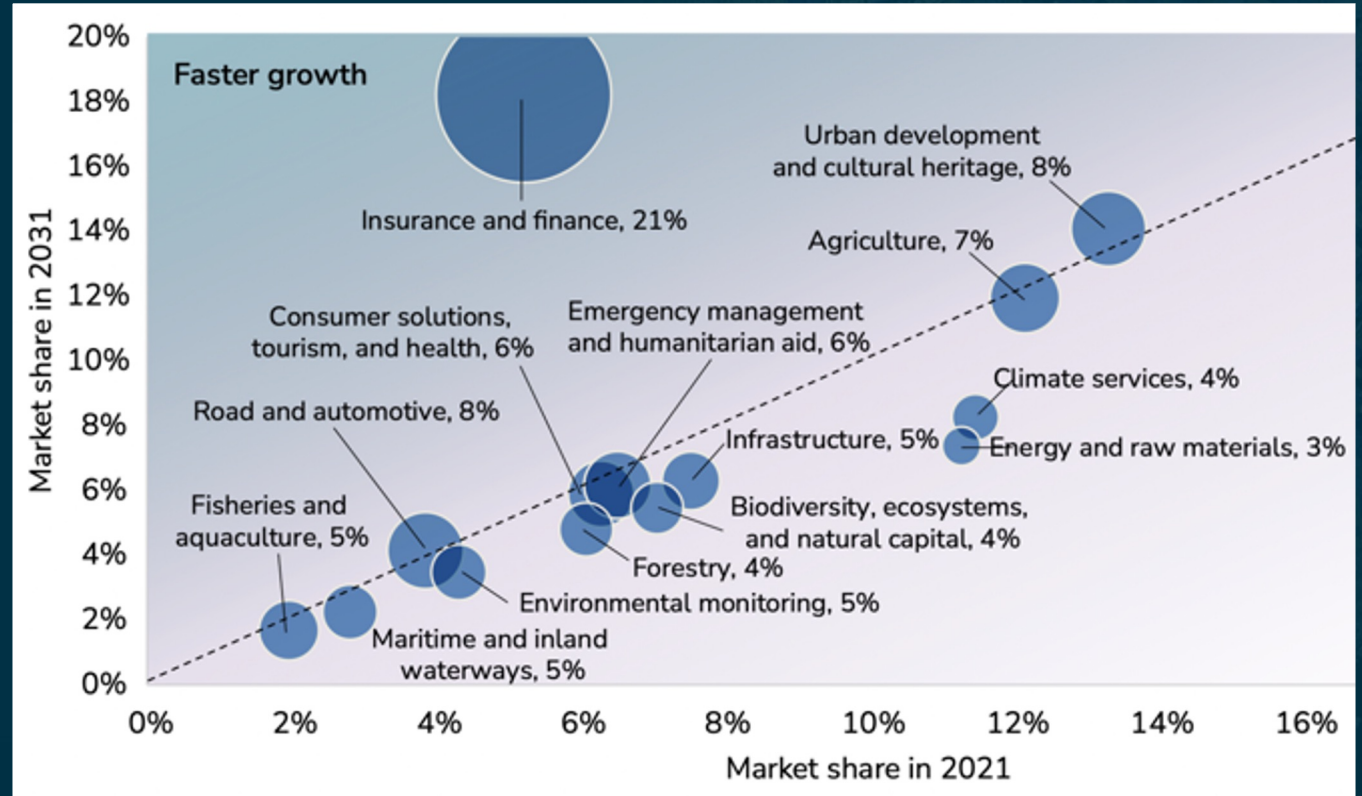 20%
18%
16%
14%
12%
10%
8%
6%
4%
2%
0%
Market share in 2031
Faster growth
Insurance and finance, 21%
Urban development
and cultural heritage, 8%
Agriculture, 7%
Consumer solutions,
tourism, and health, 6%
Emergency management
and humanitarian aid, 6%
Climate services, 4%
Road and automotive, 8%
Infrastructure, 5%
Energy and raw materials, 3%
Fisheries and
aquaculture, 5%
Biodiversity, ecosystems,
and natural capital, 4%
Forestry, 4%
Environmental monitoring, 5%
Maritime and inland
waterways, 5%
0%
2%
4%
6%
8%
10%
12%
14%
16%
Market share in 2021